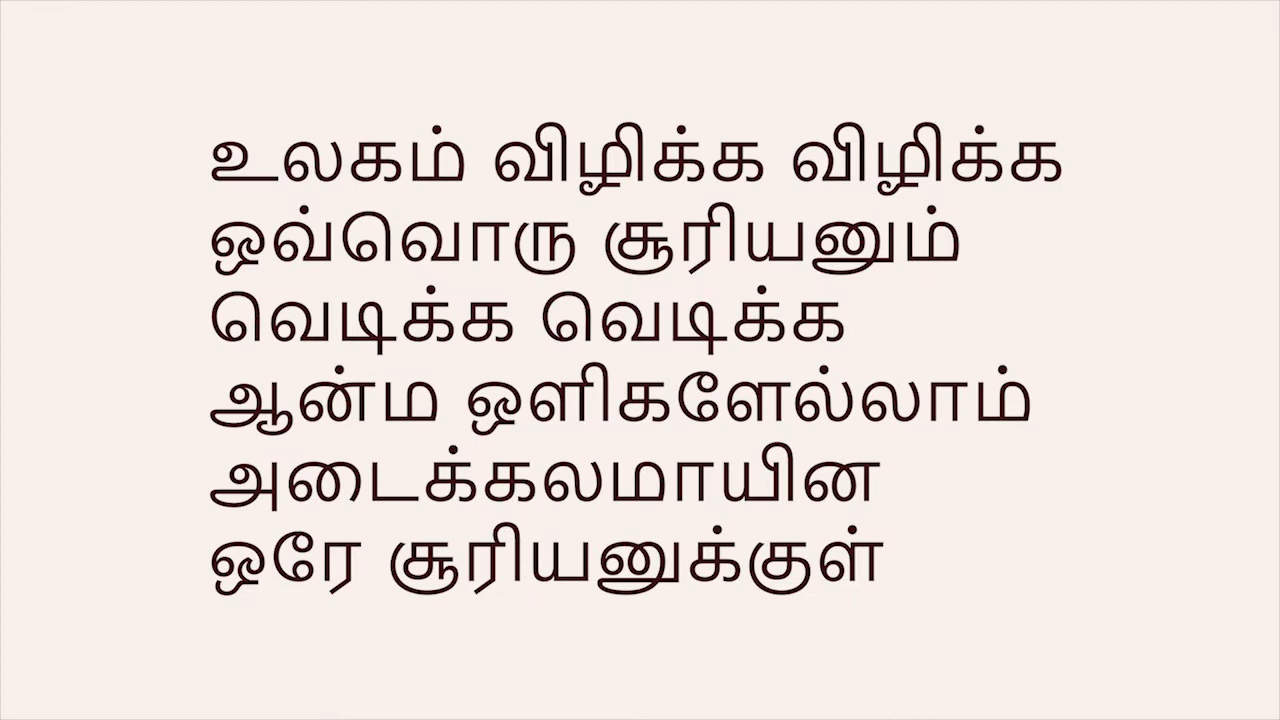 உலகம் விழிக்க விழிக்க
ஒவ்வொரு சூரியனும்
வெடிக்க வெடிக்க
ஆன்ம ஒளிகளேல்லாம்
அடைக்கலமாயின
ஒரே சூரியனுக்குள்